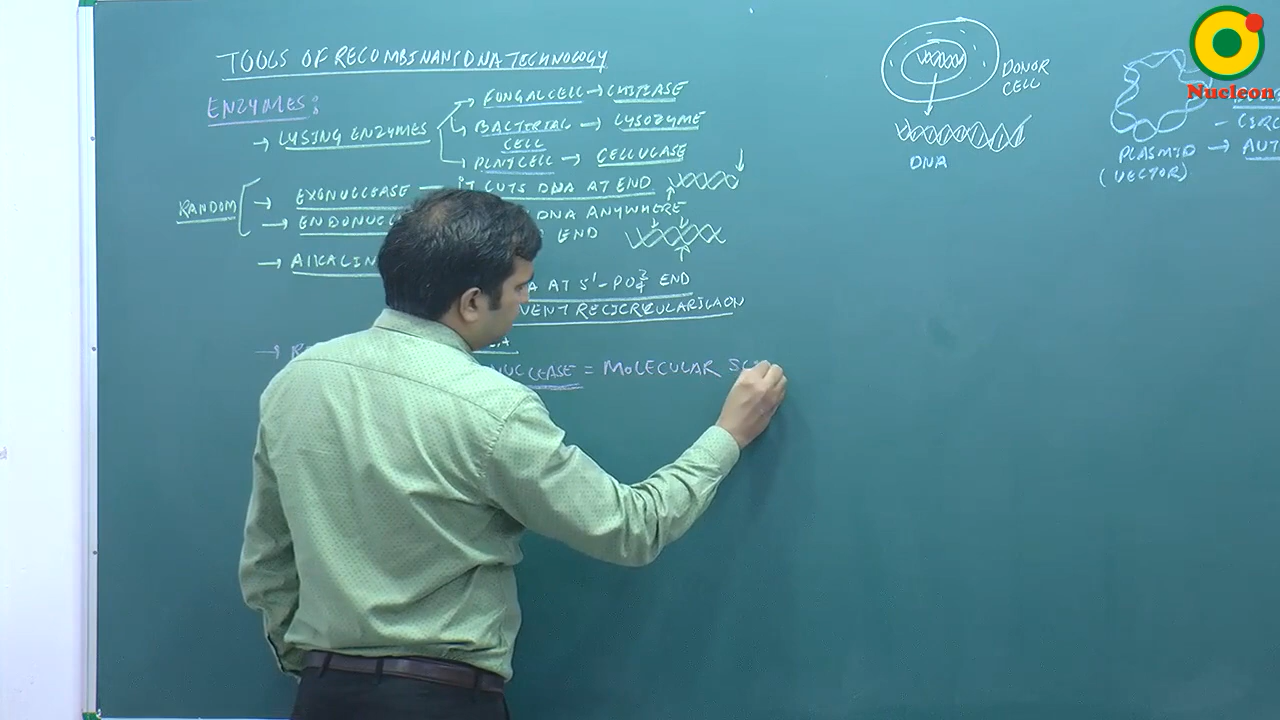 TOOLS OF RECOMBINANT DNA TECHNOLOGY
ENZYMES:
→ LYSING ENZYMES
FUNGAL CELL → CHITINASE
BACTERIAL CELL → LYSOZYME
PLANT CELL → CELLULASE
RANDOM
→ EXONUCLEASE — IT CUTS DNA AT END
→ ENDONUCL DNA ANYWHERE
END
→ ALKALIN
AT 5'-PO4 3 END
VENT RECIRCULARI
NUCLEASE = MOLECULAR SC
DONOR
CELL
DNA
PLASMID
(VECTOR)
- CIRC
→ AUT
Nucleon